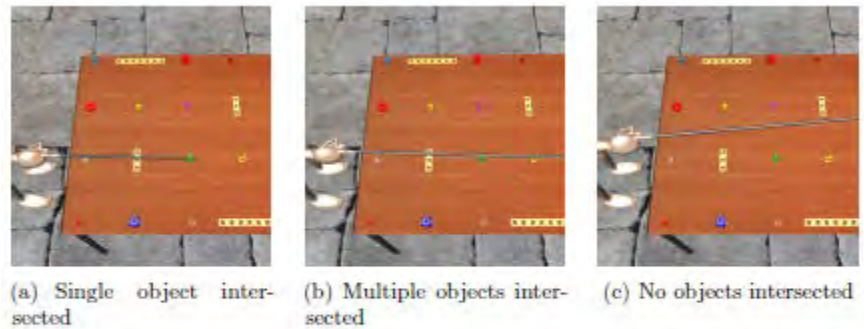 (a) Single object inter-
sected
(b) Multiple objects inter-
sected
(c) No objects intersected